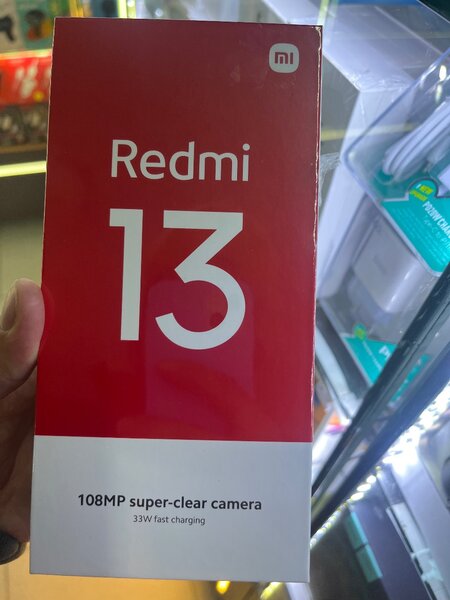 mi
Redmi
13
108MP super-clear camera
33W fast charging